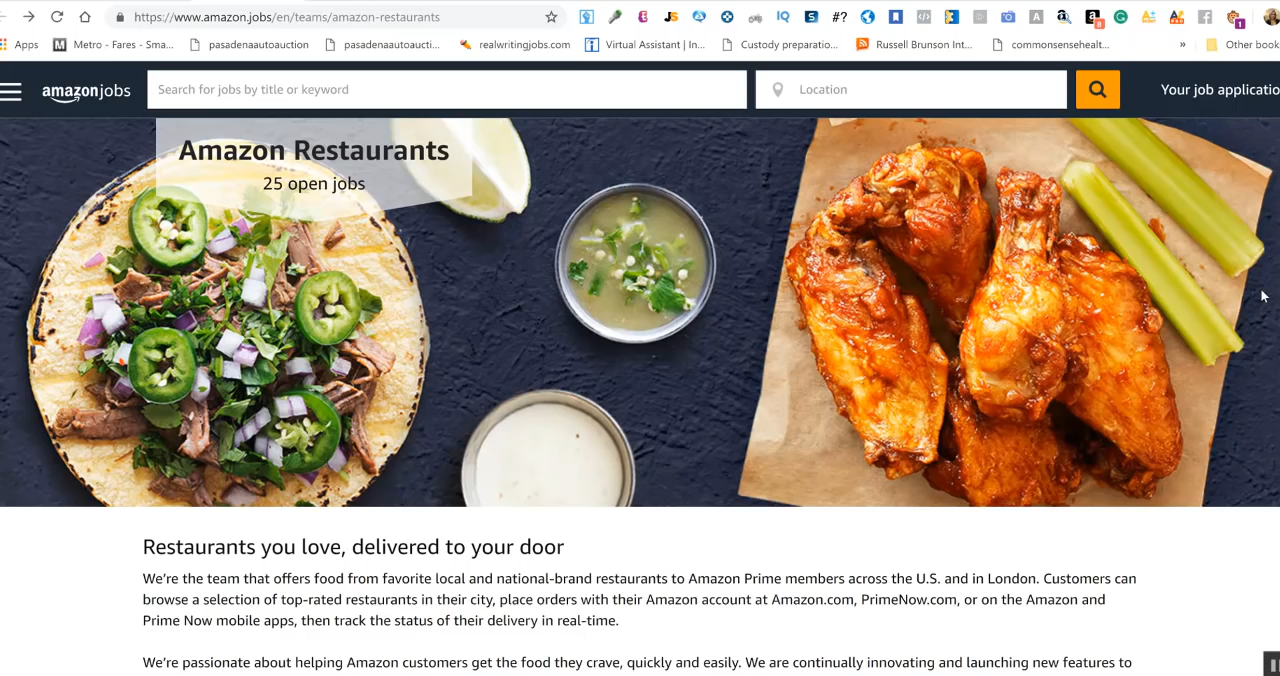 https://www.amazon.jobs/en/teams/amazon-restaurants
IQ
#?
Apps
Metro - Fares - Sma...
pasadenaautoauction
pasadenaautoaucti...
realwritingjobs.com
Virtual Assistant | In...
Custody preparatio...
Russell Brunson Int...
commonsensehealt...
»
Other book
amazonjobs
Search for jobs by title or keyword
Location
Your job applicatio
Amazon Restaurants
25 open jobs
Restaurants you love, delivered to your door
We’re the team that offers food from favorite local and national-brand restaurants to Amazon Prime members across the U.S. and in London. Customers can
browse a selection of top-rated restaurants in their city, place orders with their Amazon account at Amazon.com, PrimeNow.com, or on the Amazon and
Prime Now mobile apps, then track the status of their delivery in real-time.
We’re passionate about helping Amazon customers get the food they crave, quickly and easily. We are continually innovating and launching new features to